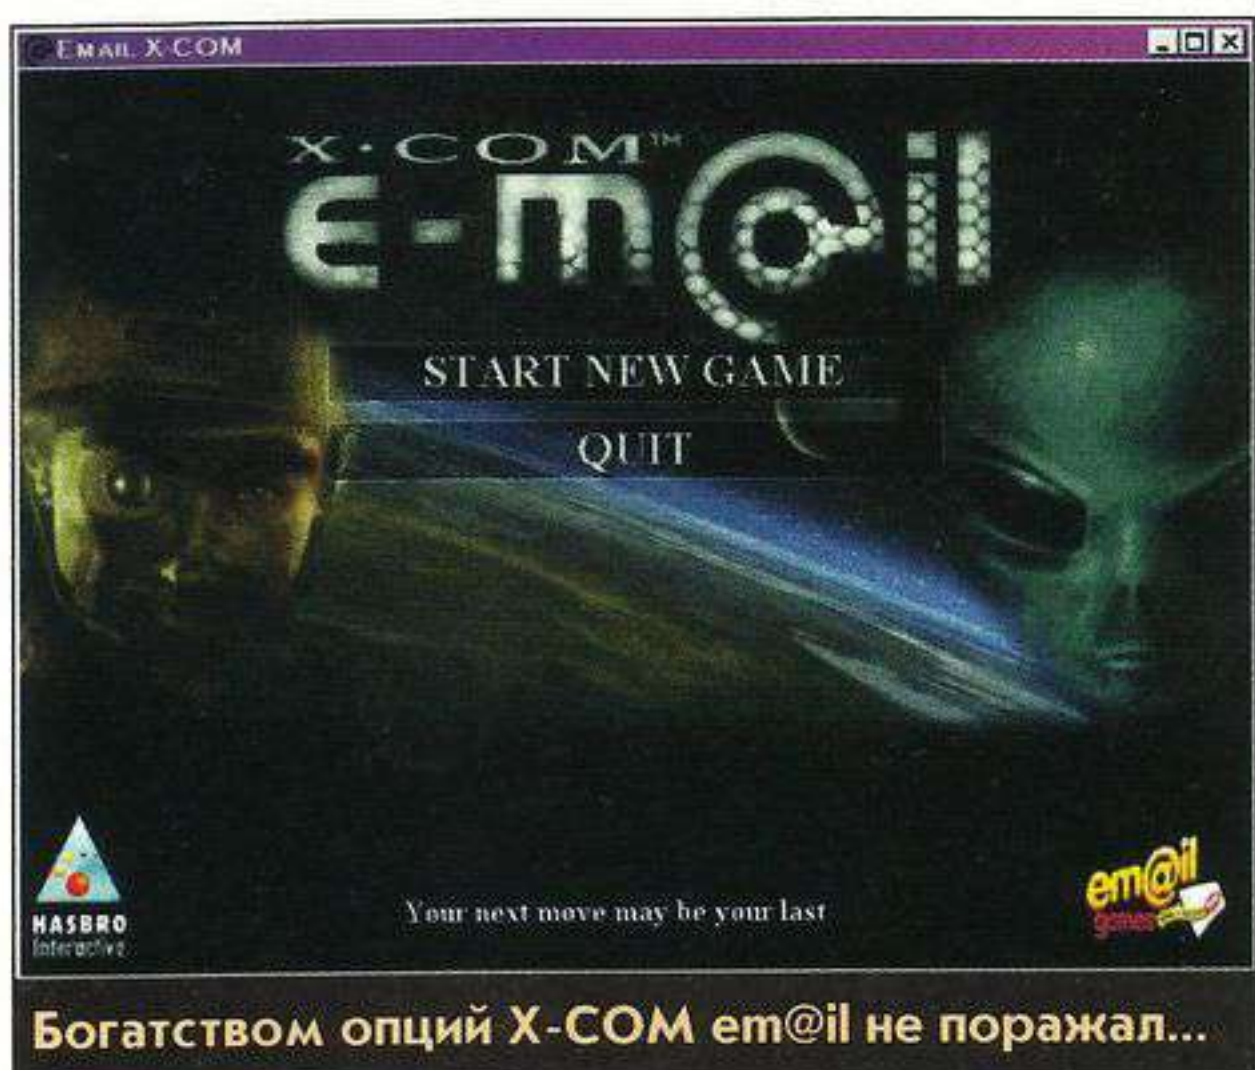 EMAIL X-COM
X·COM™
e-m@il
START NEW GAME
QUIT
HASBRO
Interactive
Your next move may be your last
em@il
games
Богатством опций X-COM em@il не поражал...